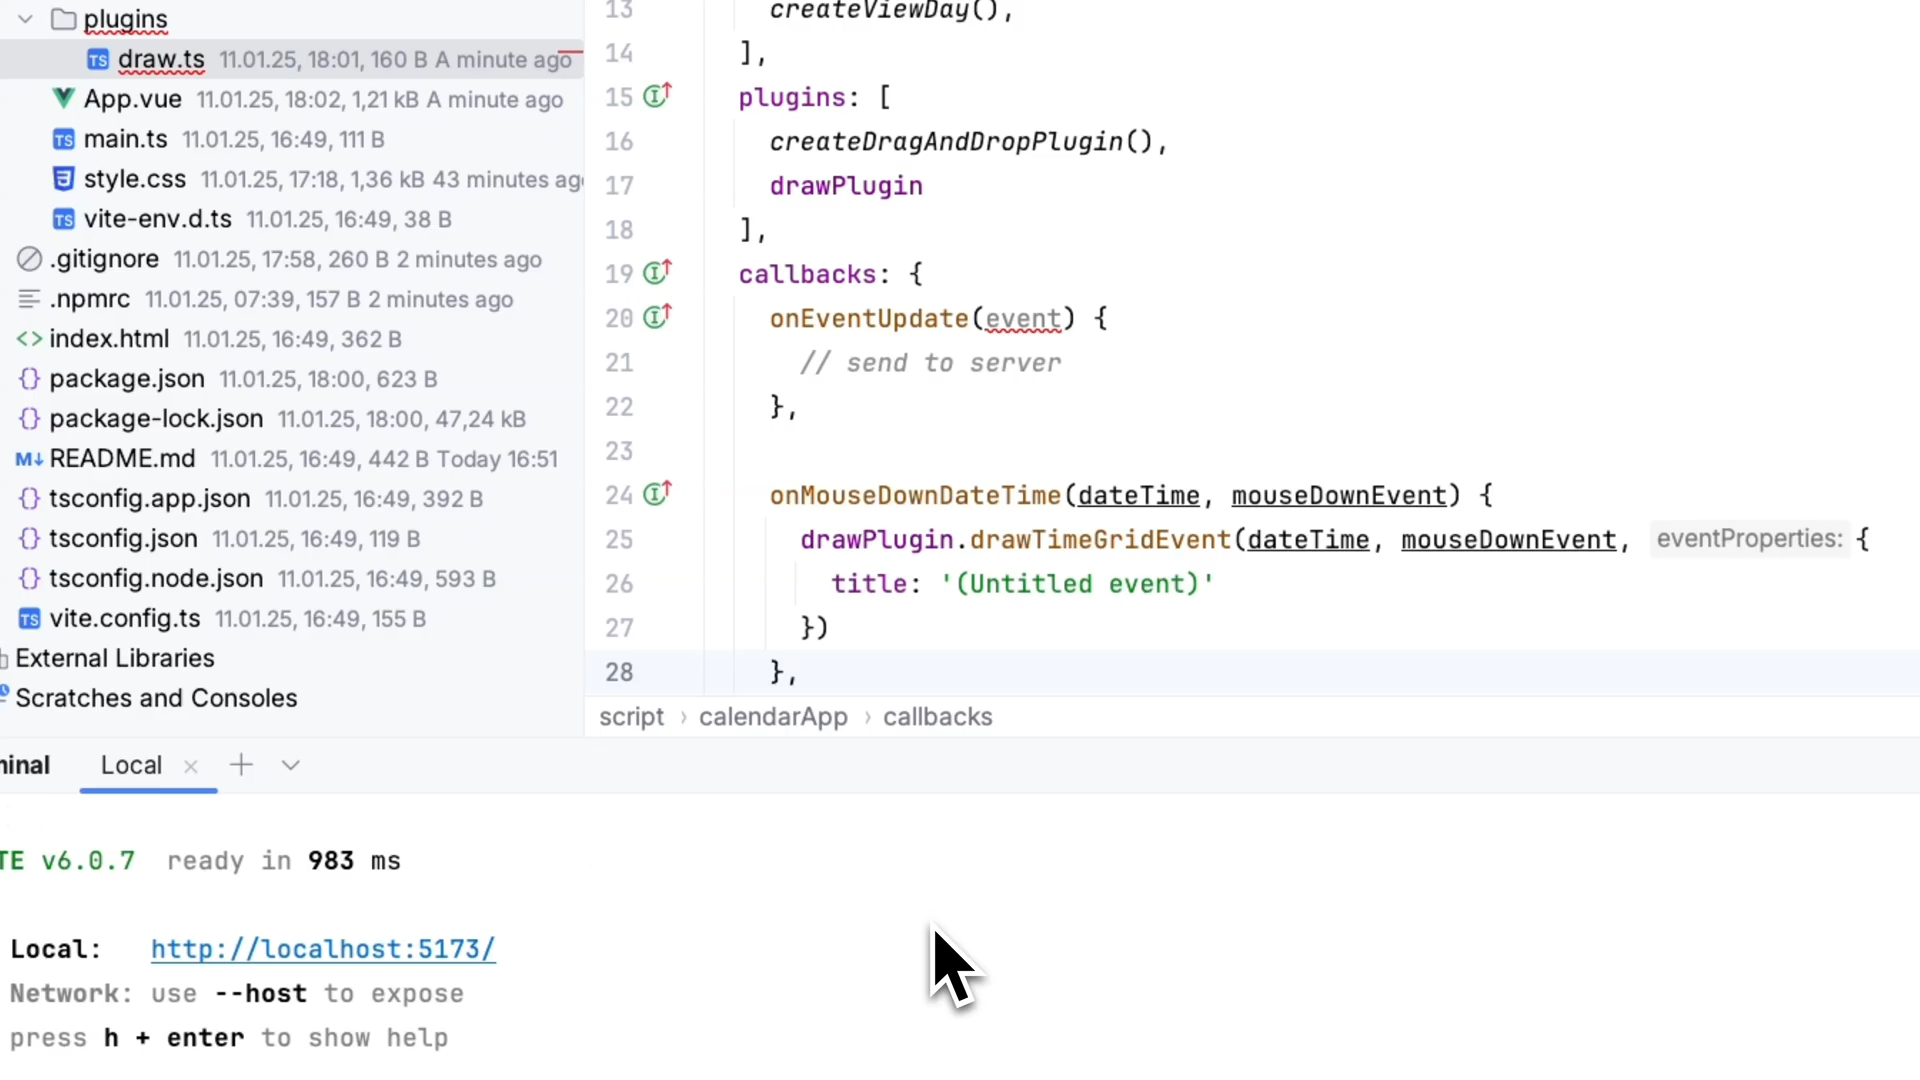 plugins
draw.ts 11.01.25, 18:01, 160 B A minute ago
App.vue 11.01.25, 18:02, 1,21 kB A minute ago
main.ts 11.01.25, 16:49, 111 B
style.css 11.01.25, 17:18, 1,36 kB 43 minutes ag
vite-env.d.ts 11.01.25, 16:49, 38 B
.gitignore 11.01.25, 17:58, 260 B 2 minutes ago
.npmrc 11.01.25, 07:39, 157 B 2 minutes ago
index.html 11.01.25, 16:49, 362 B
package.json 11.01.25, 18:00, 623 B
package-lock.json 11.01.25, 18:00, 47,24 kB
README.md 11.01.25, 16:49, 442 B Today 16:51
tsconfig.app.json 11.01.25, 16:49, 392 B
tsconfig.json 11.01.25, 16:49, 119 B
tsconfig.node.json 11.01.25, 16:49, 593 B
vite.config.ts 11.01.25, 16:49, 155 B
External Libraries
Scratches and Consoles
13 createViewDay(),
14 ],
15 plugins: [
16 createDragAndDropPlugin(),
17 drawPlugin
18 ],
19 callbacks: {
20 onEventUpdate(event) {
21 // send to server
22 },
23
24 onMouseDownDateTime(dateTime, mouseDownEvent) {
25 drawPlugin.drawTimeGridEvent(dateTime, mouseDownEvent, eventProperties: {
26 title: '(Untitled event)'
27 })
28 },
script › calendarApp › callbacks
minal Local × +
TE v6.0.7 ready in 983 ms
Local: http://localhost:5173/
Network: use --host to expose
press h + enter to show help